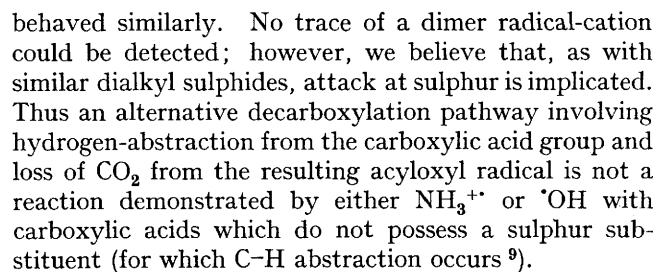 behaved similarly. No trace of a dimer radical-cation
could be detected; however, we believe that, as with
similar dialkyl sulphides, attack at sulphur is implicated.
Thus an alternative decarboxylation pathway involving
hydrogen-abstraction from the carboxylic acid group and
loss of CO₂ from the resulting acyloxyl radical is not a
reaction demonstrated by either NH₃⁺˙ or ˙OH with
carboxylic acids which do not possess a sulphur sub-
stituent (for which C–H abstraction occurs ⁹).